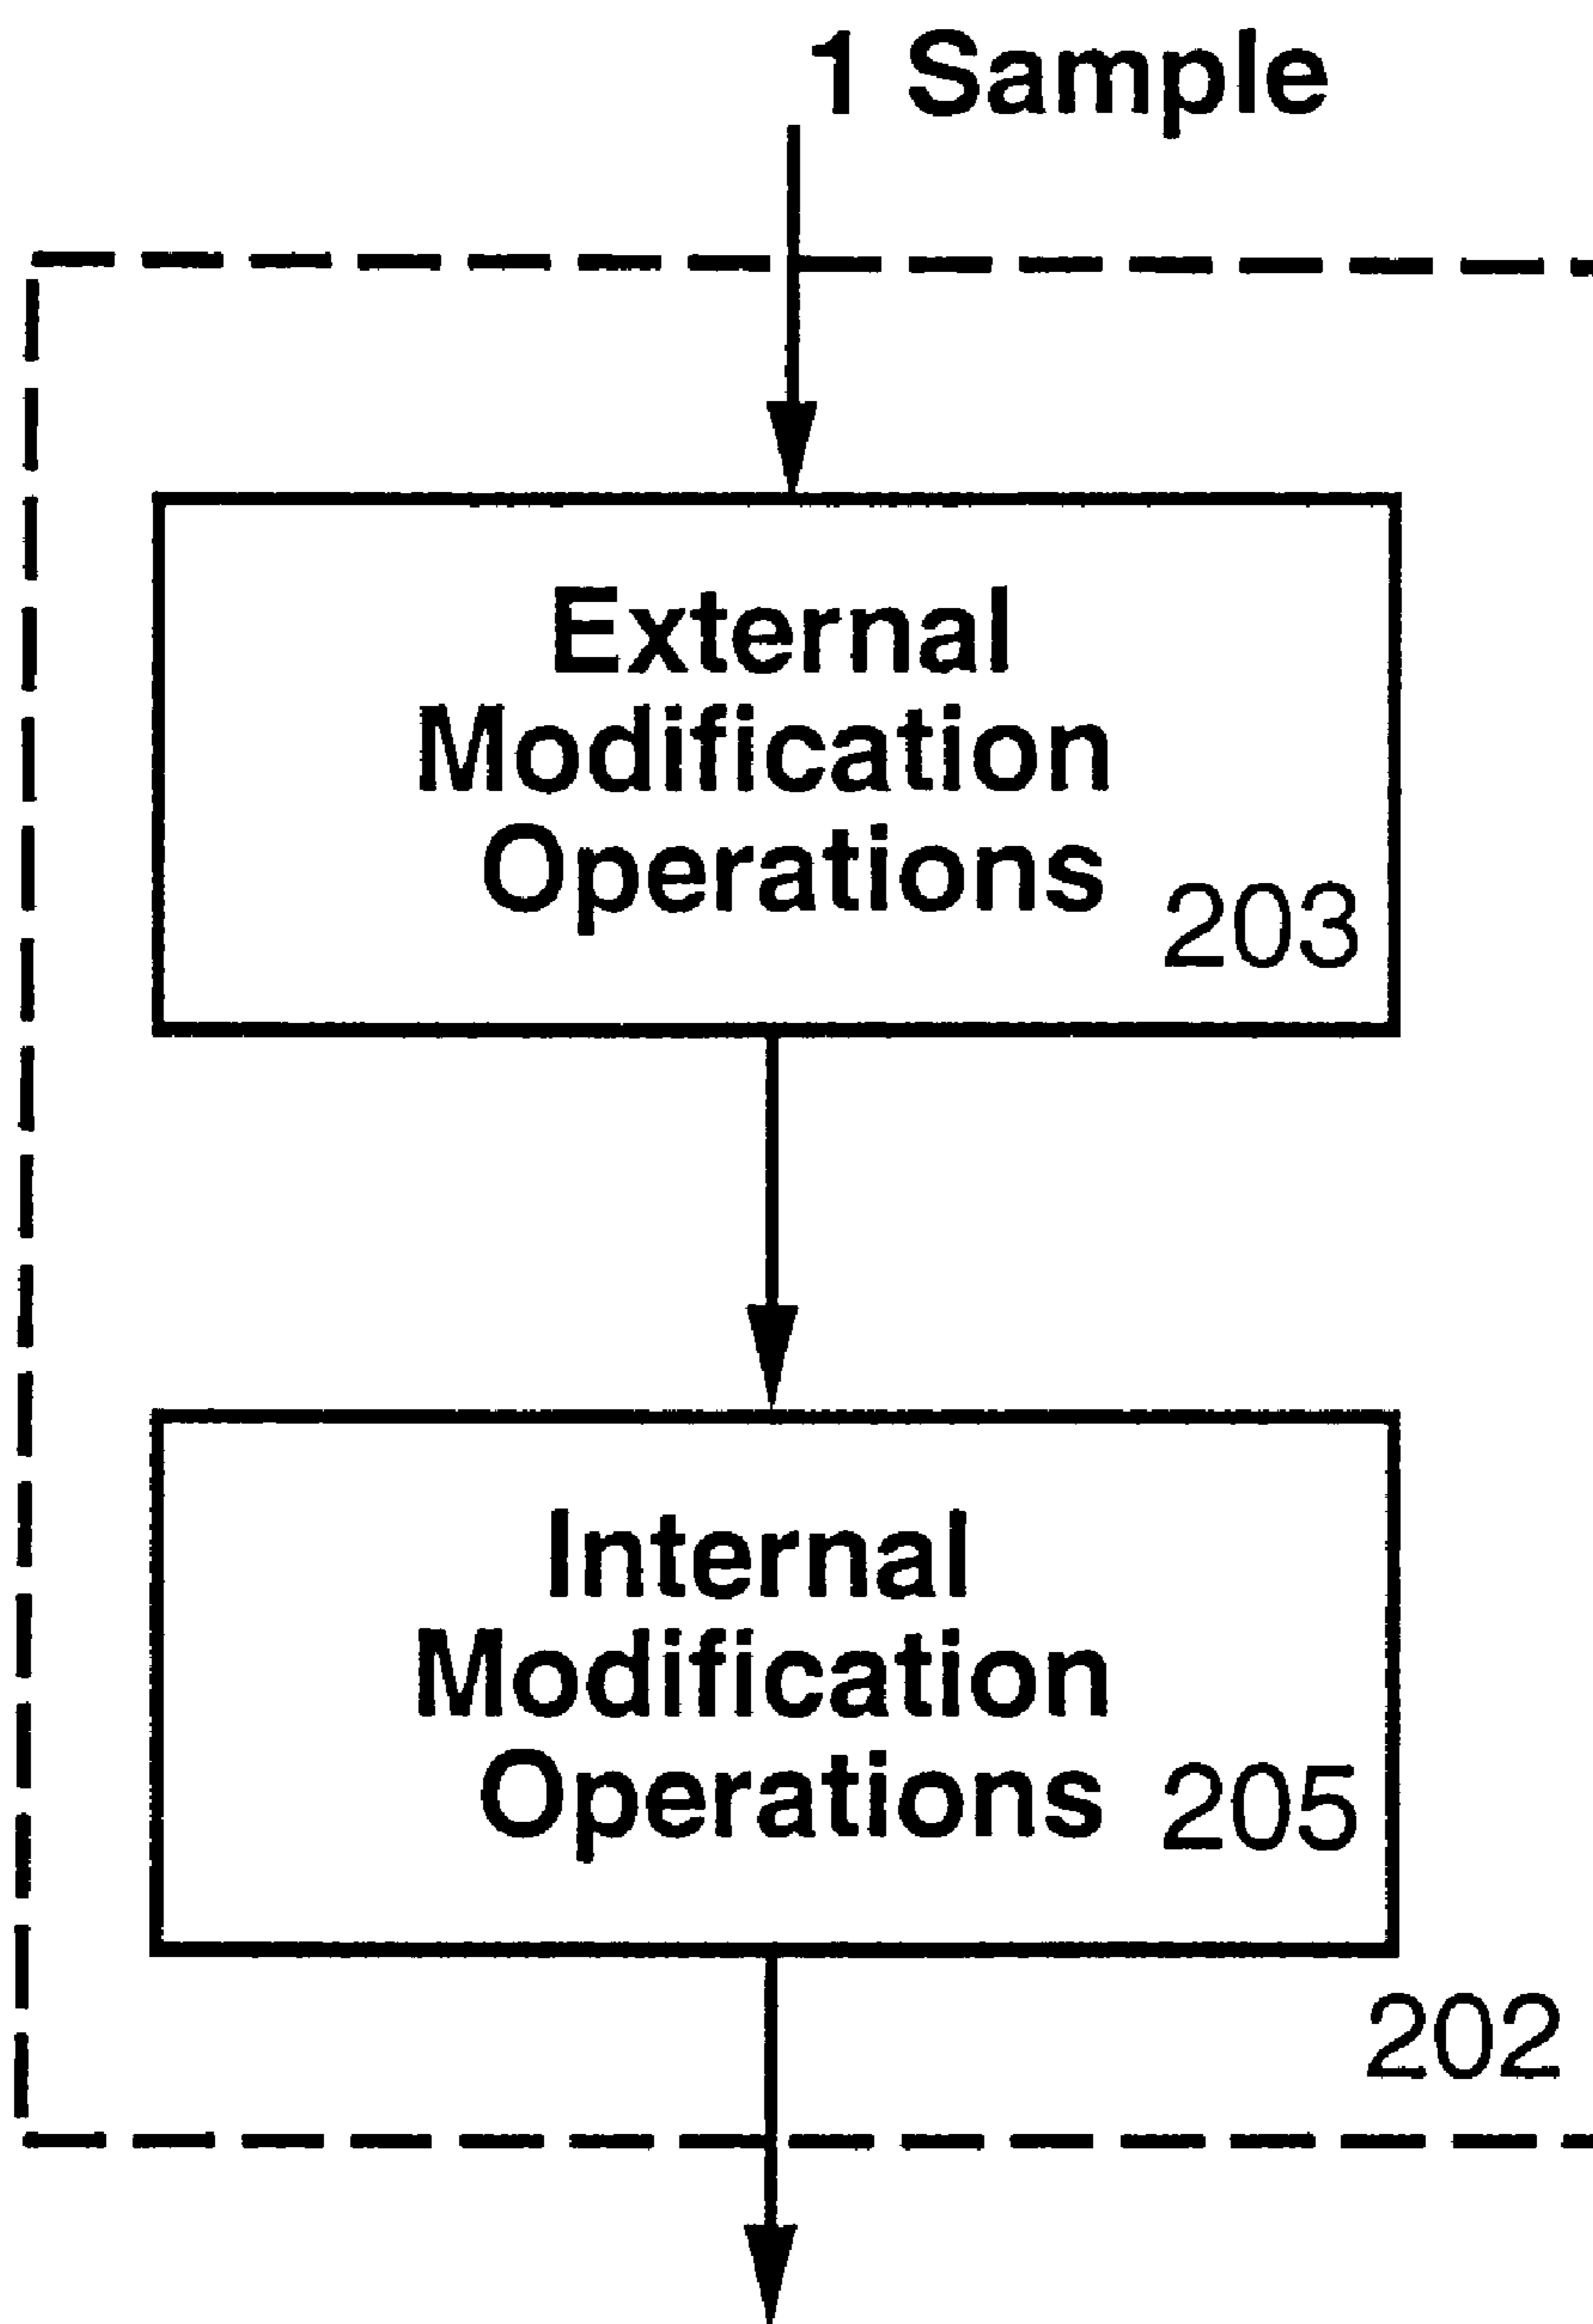 1 Sample
External
Modification
Operations
203
Internal
Modification
Operations 205
202